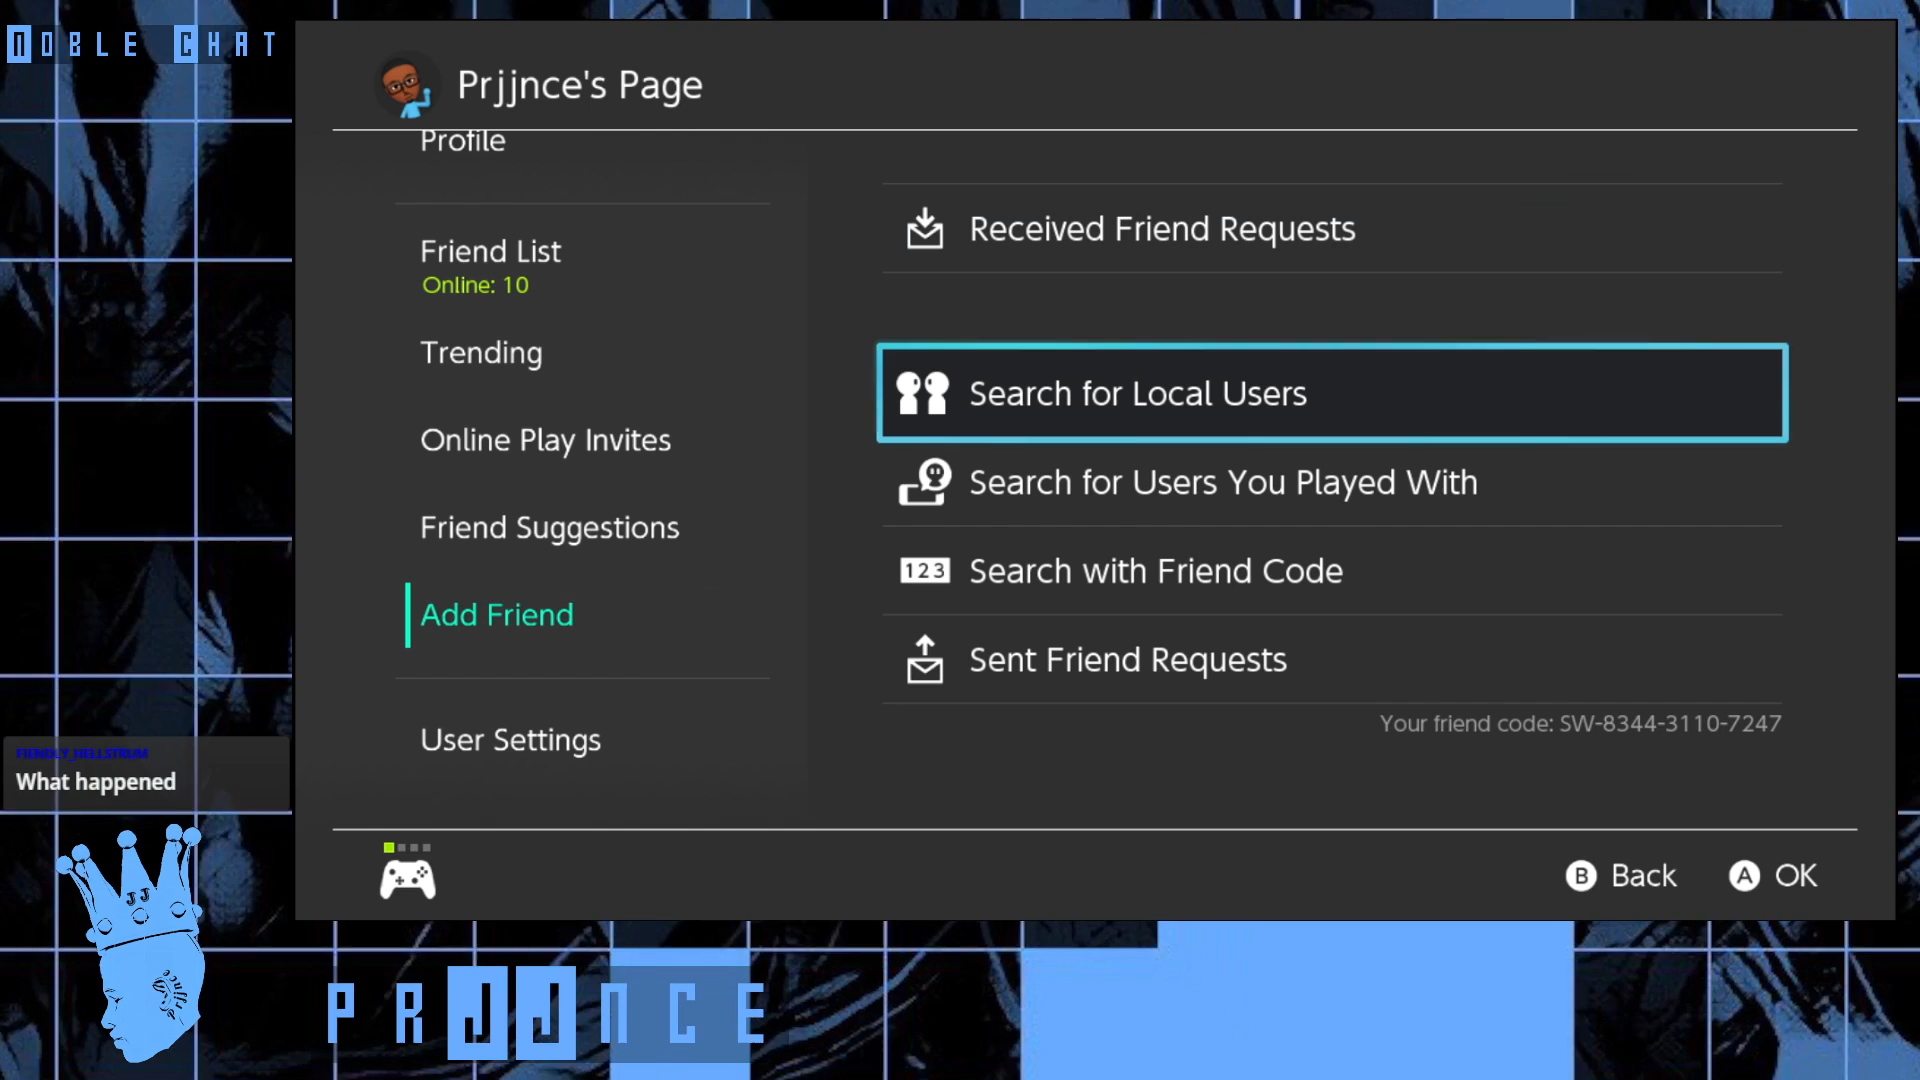 NOBLE CHAT
Prjjnce's Page
Profile
Friend List
Online: 10
Trending
Online Play Invites
Friend Suggestions
Add Friend
User Settings
Received Friend Requests
Search for Local Users
Search for Users You Played With
123 Search with Friend Code
Sent Friend Requests
Your friend code: SW-8344-3110-7247
FIENDLY_HELLSTRUM
What happened
B Back
A OK
JJ
PRJJNCE